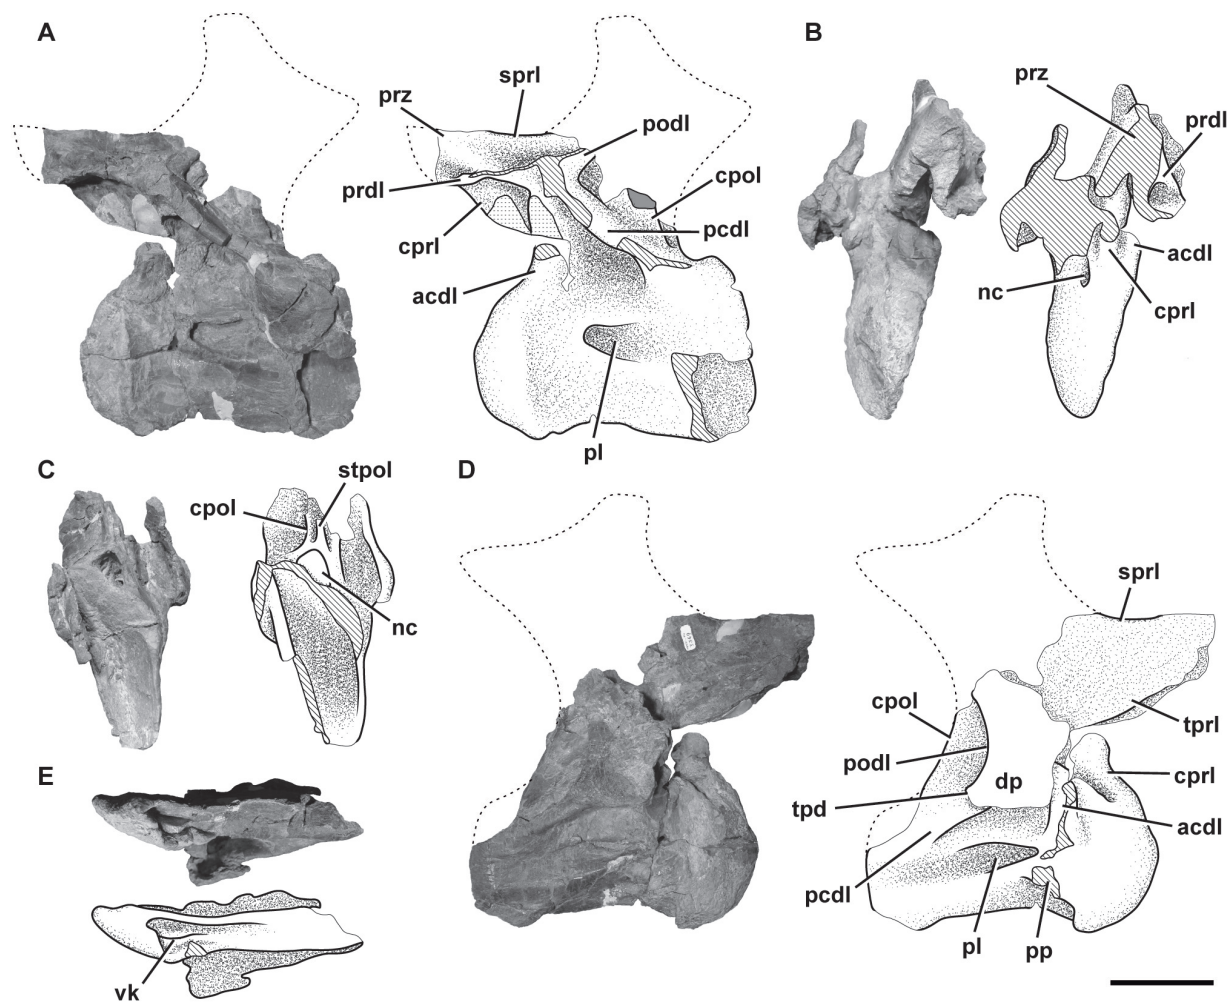 A
prz
sprl
podl
cpol
prdl
pcdl
cprl
acdl
pl
B
prz
prdl
acdl
nc
cprl
C
stpol
cpol
nc
D
sprl
cpol
tprl
podl
cprl
dp
tpd
acdl
pcdl
pl
pp
E
vk